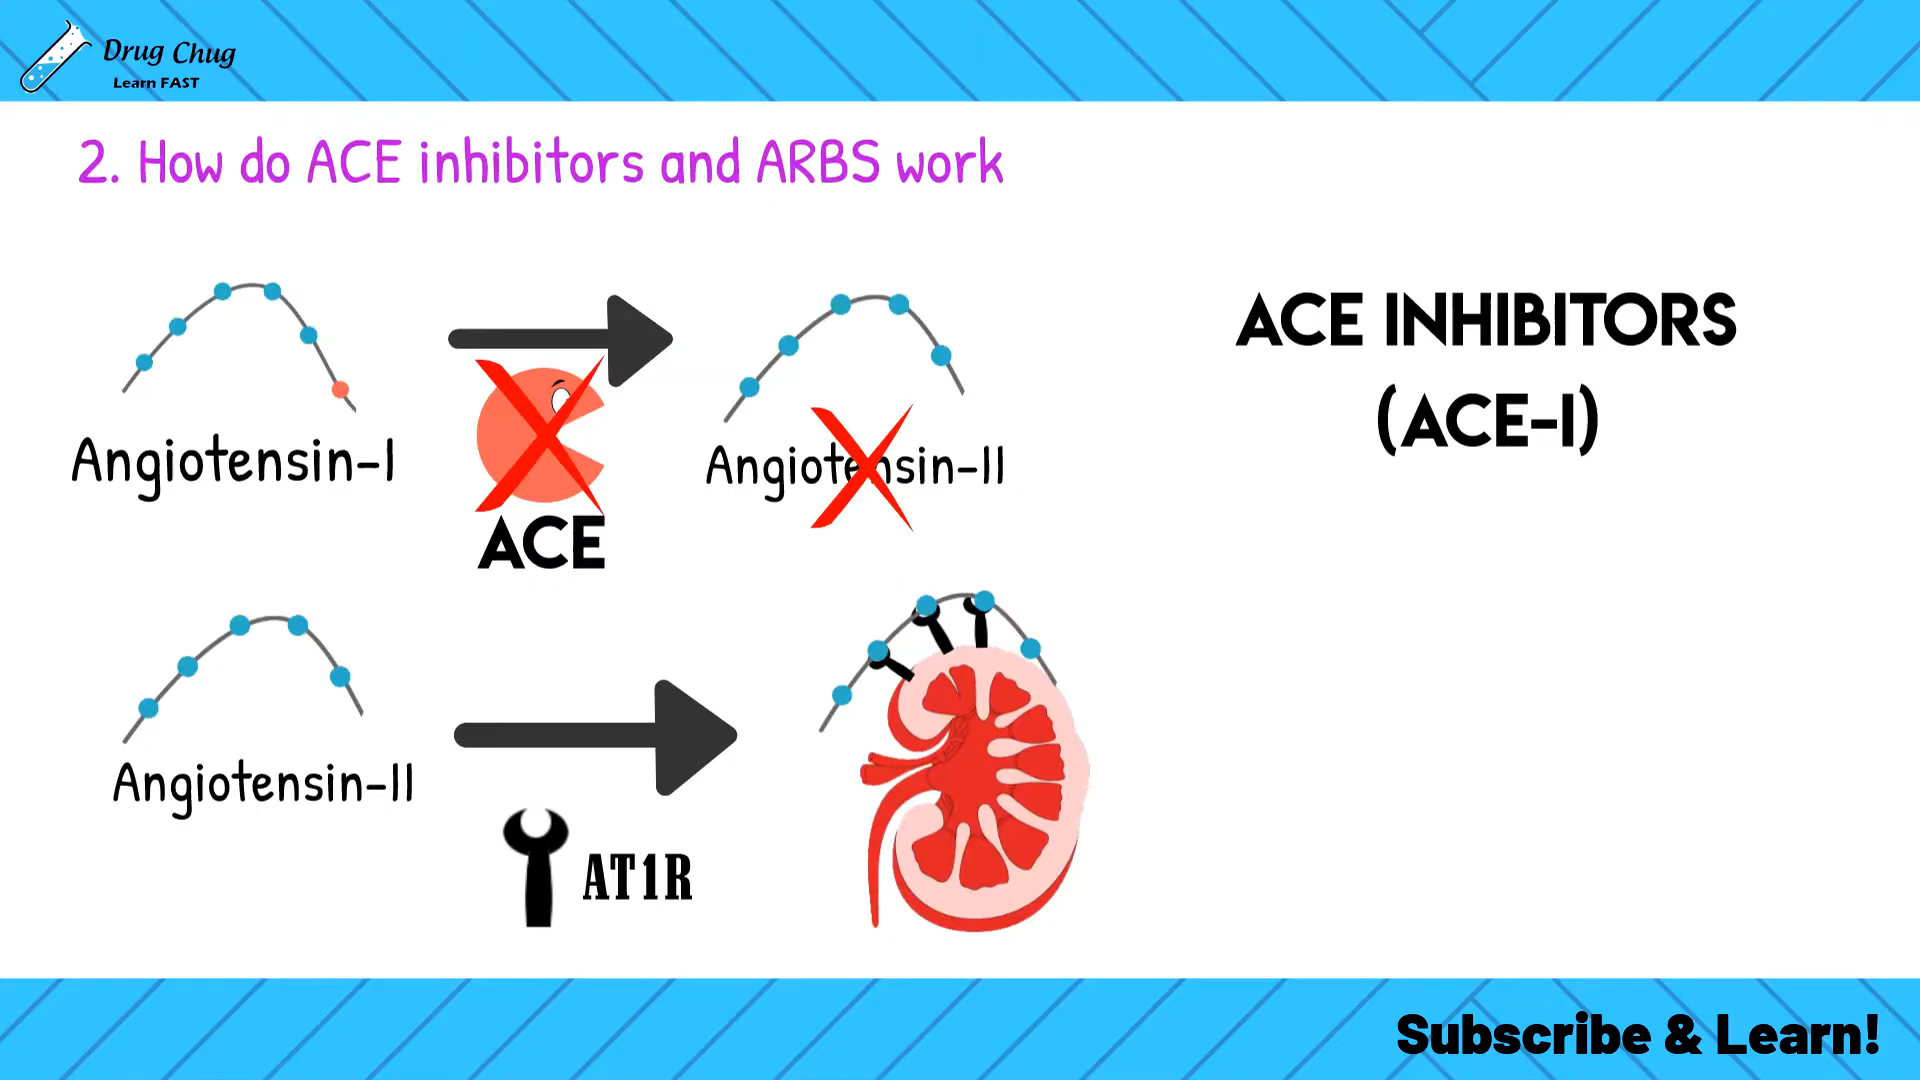 Drug Chug
Learn FAST
2. How do ACE inhibitors and ARBS work
Angiotensin-I
ACE
Angiotensin-II
ACE INHIBITORS
(ACE-I)
Angiotensin-II
AT1R
Subscribe & Learn!